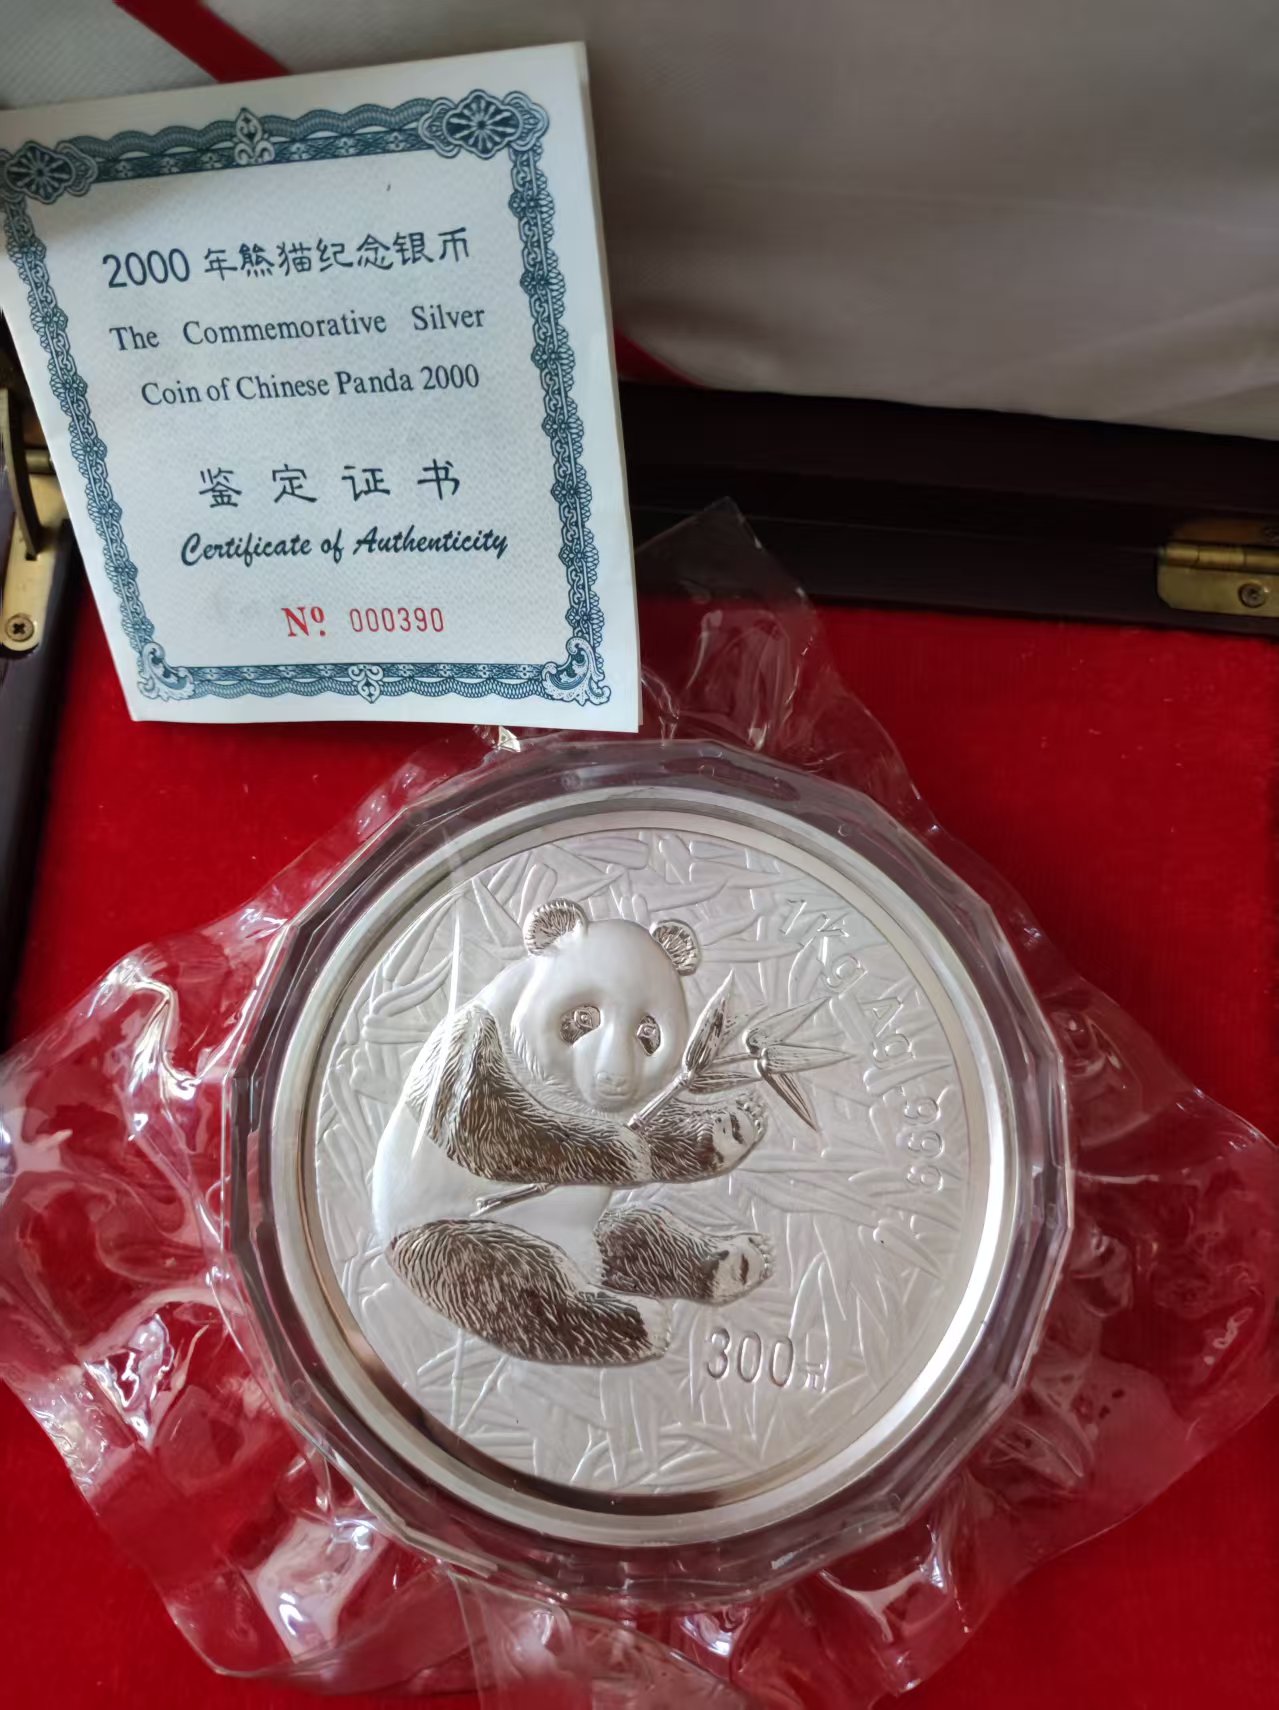 2000 年熊猫纪念银币
The Commemorative Silver
Coin of Chinese Panda 2000
鉴定证书
Certificate of Authenticity
Nº. 000390
1Kg Ag.999
300元